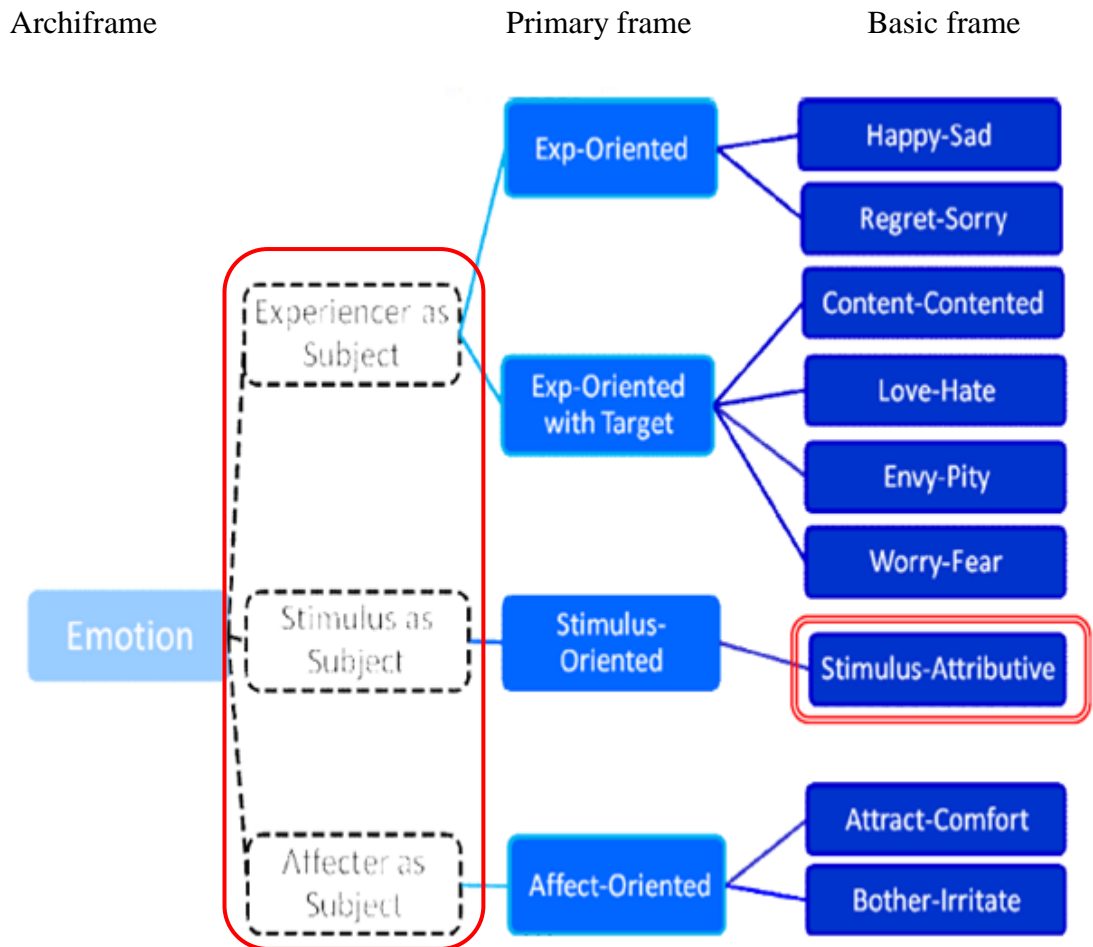 Archiframe
Primary frame
Basic frame
Emotion
Experiencer as
Subject
Stimulus as
Subject
Affecter as
Subject
Exp-Oriented
Exp-Oriented
with Target
Stimulus-
Oriented
Affect-Oriented
Happy-Sad
Regret-Sorry
Content-Contented
Love-Hate
Envy-Pity
Worry-Fear
Stimulus-Attributive
Attract-Comfort
Bother-Irritate